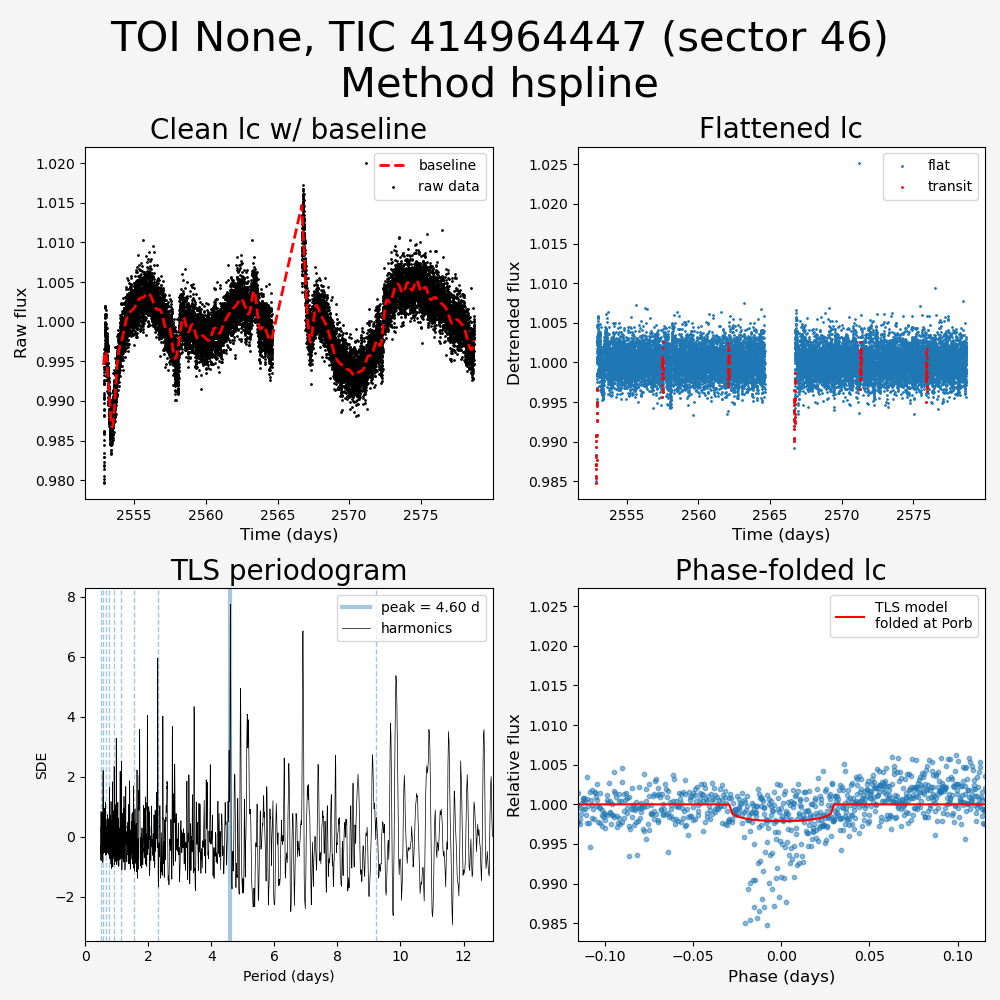 TOI None, TIC 414964447 (sector 46)
Method hspline
Clean lc w/ baseline
Flattened lc
baseline
raw data
flat
transit
Raw flux
1.020
1.015
1.010
1.005
1.000
0.995
0.990
0.985
0.980
2555
2560
2565
2570
2575
Time (days)
Detrended flux
1.025
1.020
1.015
1.010
1.005
1.000
0.995
0.990
0.985
2555
2560
2565
2570
2575
Time (days)
TLS periodogram
Phase-folded lc
peak = 4.60 d
harmonics
TLS model
folded at Porb
SDE
8
6
4
2
0
−2
0
2
4
6
8
10
12
Period (days)
Relative flux
1.025
1.020
1.015
1.010
1.005
1.000
0.995
0.990
0.985
−0.10
−0.05
0.00
0.05
0.10
Phase (days)